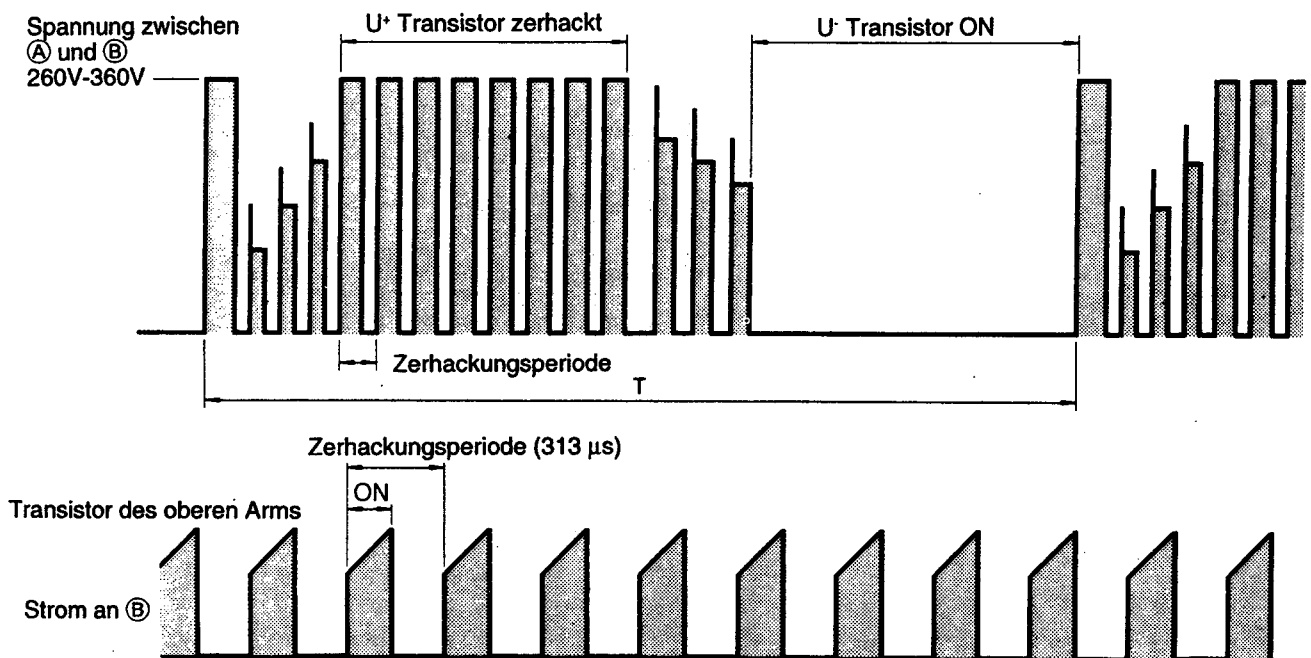 Spannung zwischen
Ⓐ und Ⓑ
260V-360V
U⁺ Transistor zerhackt
U⁻ Transistor ON
Zerhackungsperiode
T
Zerhackungsperiode (313 µs)
ON
Transistor des oberen Arms
Strom an Ⓑ